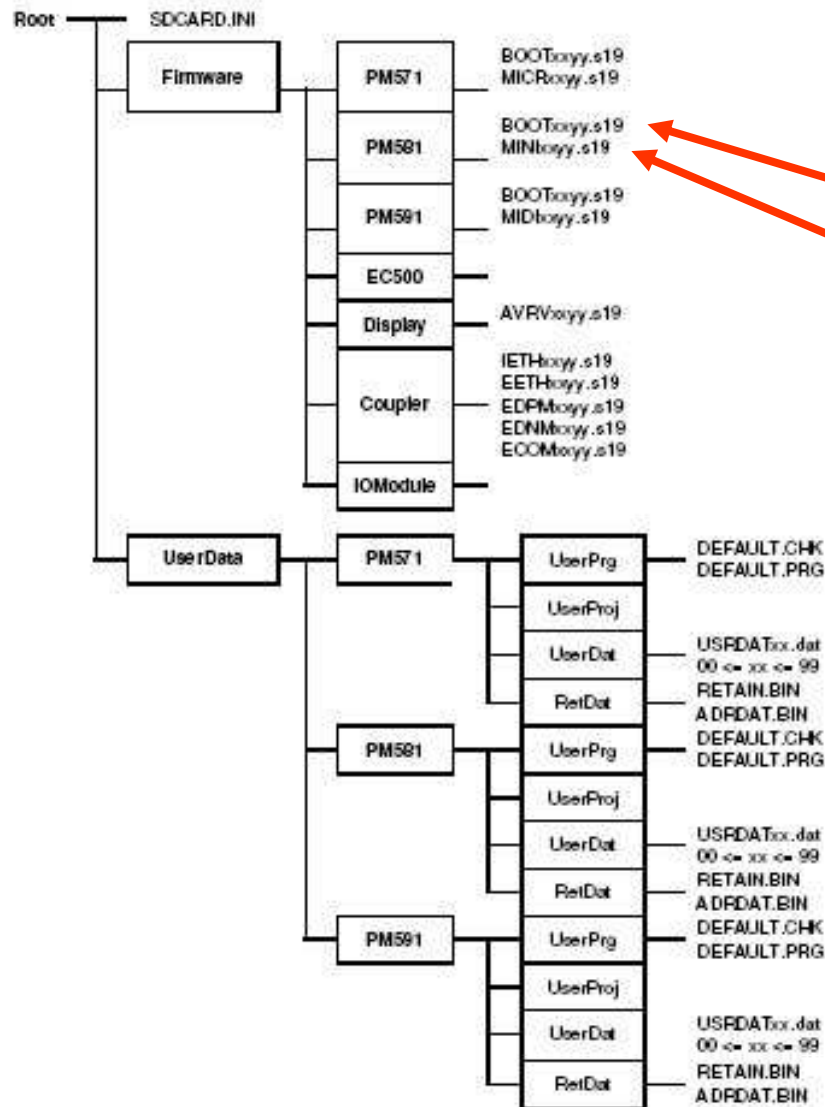 Root SDCARD.INI
Firmware
PM571
BOOTxxyy.s19
MICRxxyy.s19
PM581
BOOTxxyy.s19
MINIxxyy.s19
PM591
BOOTxxyy.s19
MIDIxxyy.s19
EC500
Display
AVRVxxyy.s19
Coupler
IETHxxyy.s19
EETHxxyy.s19
EDPMxxyy.s19
EDNMxxyy.s19
ECOMxxyy.s19
IOModule
UserData
PM571
UserPrg
DEFAULT.CHK
DEFAULT.PRG
UserProj
UserDat
USRDATxx.dat
00 <= xx <= 99
RetDat
RETAIN.BIN
ADRDAT.BIN
PM581
UserPrg
DEFAULT.CHK
DEFAULT.PRG
UserProj
UserDat
USRDATxx.dat
00 <= xx <= 99
RetDat
RETAIN.BIN
ADRDAT.BIN
PM591
UserPrg
DEFAULT.CHK
DEFAULT.PRG
UserProj
UserDat
USRDATxx.dat
00 <= xx <= 99
RetDat
RETAIN.BIN
ADRDAT.BIN